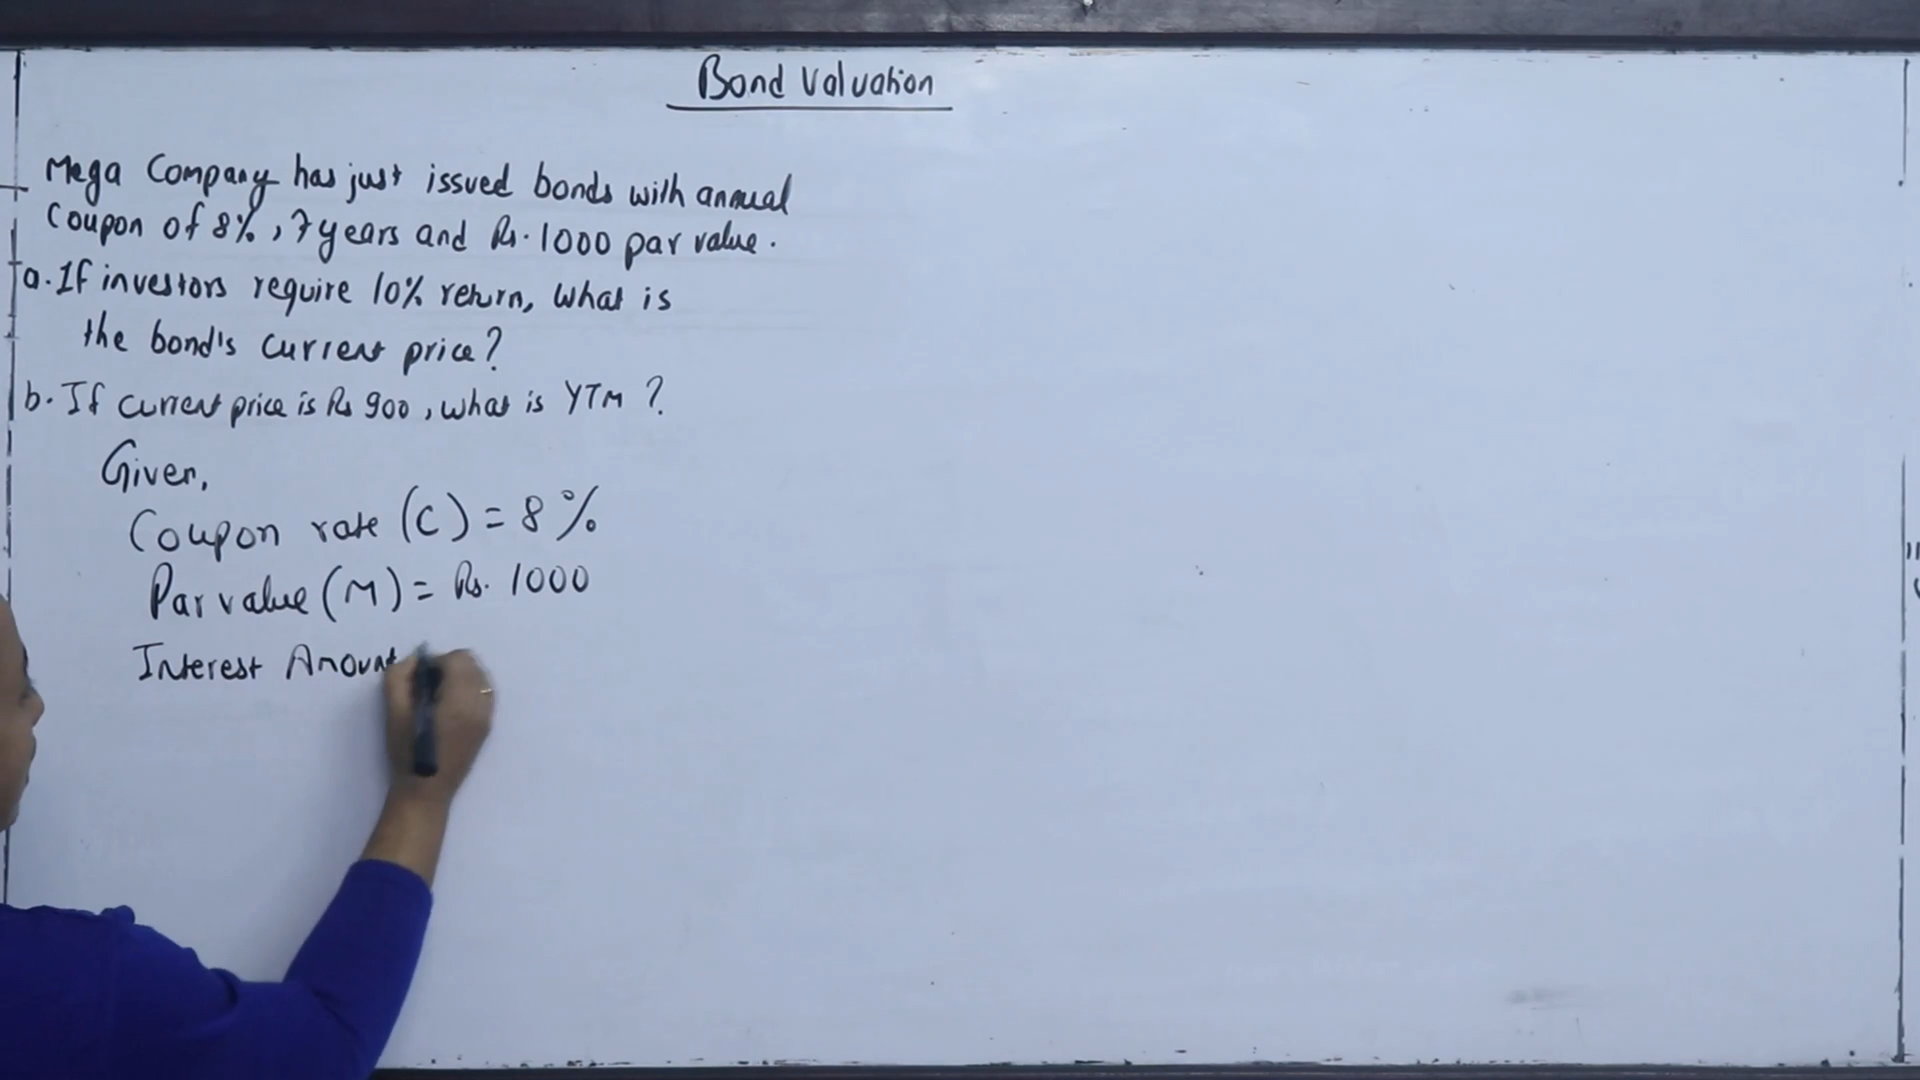 Bond Valuation
Mega Company has just issued bonds with annual
Coupon of 8%, 7 years and Rs. 1000 par value.
a. If investors require 10% return, What is
the bond's current price?
b. If current price is Rs 900, what is YTM ?
Given,
Coupon rate (C) = 8 %
Par value (M) = Rs. 1000
Interest Amount